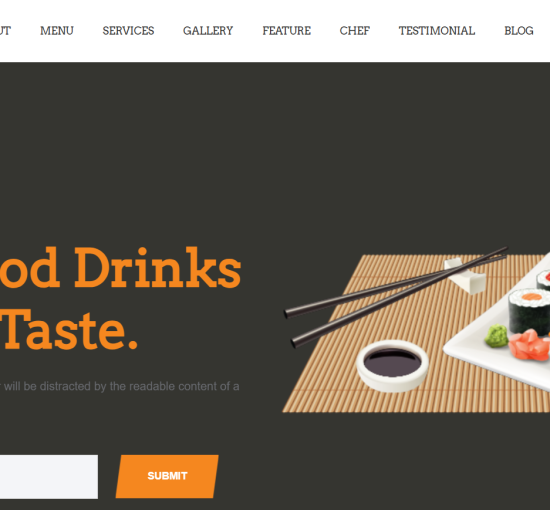 UT MENU SERVICES GALLERY FEATURE CHEF TESTIMONIAL BLOG
od Drinks
Taste.
will be distracted by the readable content of a
SUBMIT